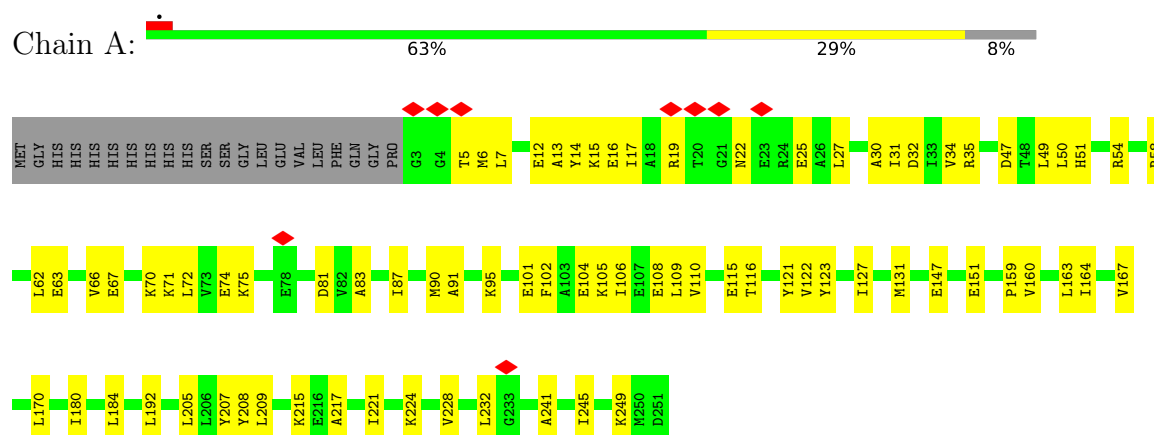 Chain A:
63%
29%
8%
MET GLY HIS HIS HIS HIS HIS HIS HIS HIS HIS HIS SER SER GLY LEU GLU VAL LEU PHE GLN GLY PRO G3 G4 T5 M6 L7 E12 A13 Y14 K15 E16 I17 A18 R19 T20 G21 N22 E23 R24 E25 A26 L27 A30 I31 D32 I33 V34 R35 D47 T48 L49 L50 H51 R54
L62 E63 V66 E67 K70 K71 L72 V73 E74 K75 E78 D81 V82 A83 I87 M90 A91 K95 E101 F102 A103 E104 K105 I106 E107 E108 L109 V110 E115 T116 Y121 V122 Y123 I127 M131 E147 E151 P159 V160 L163 I164 V167
L170 I180 L184 L192 L205 L206 Y207 Y208 L209 K215 E216 A217 I221 K224 V228 L232 G233 A241 I245 K249 M250 D251